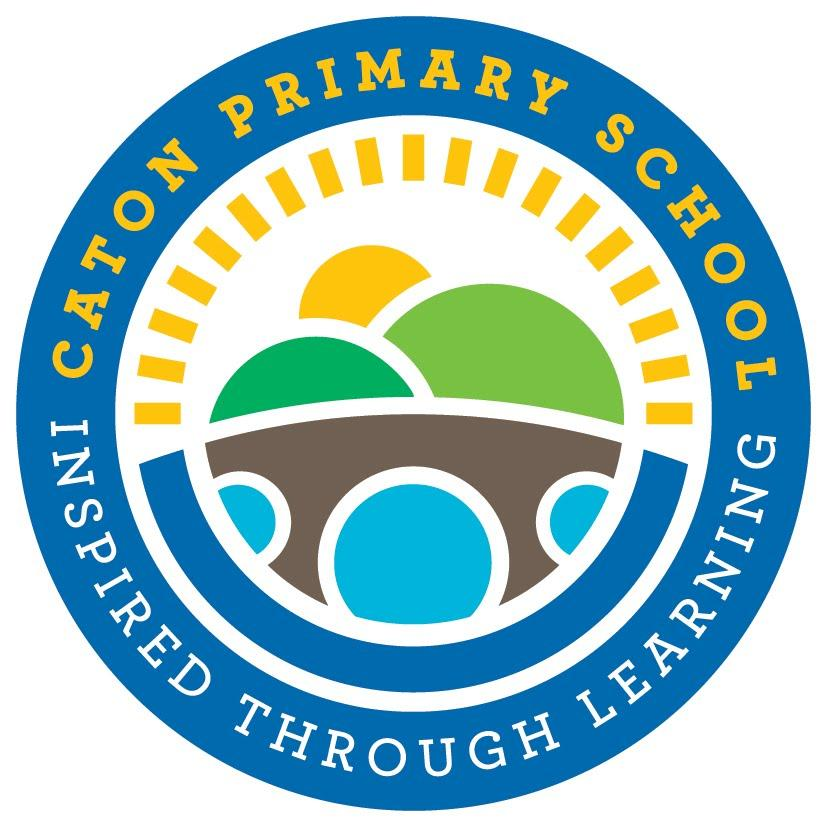 CATON PRIMARY SCHOOL
INSPIRED THROUGH LEARNING